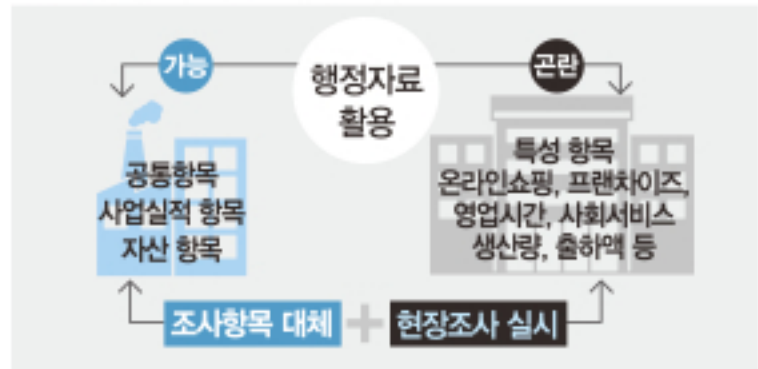 행정자료
활용
가능
곤란
공통항목
사업실적 항목
자산 항목
특성 항목
온라인쇼핑, 프랜차이즈,
영업시간, 사회서비스
생산량, 출하액 등
조사항목 대체 + 현장조사 실시